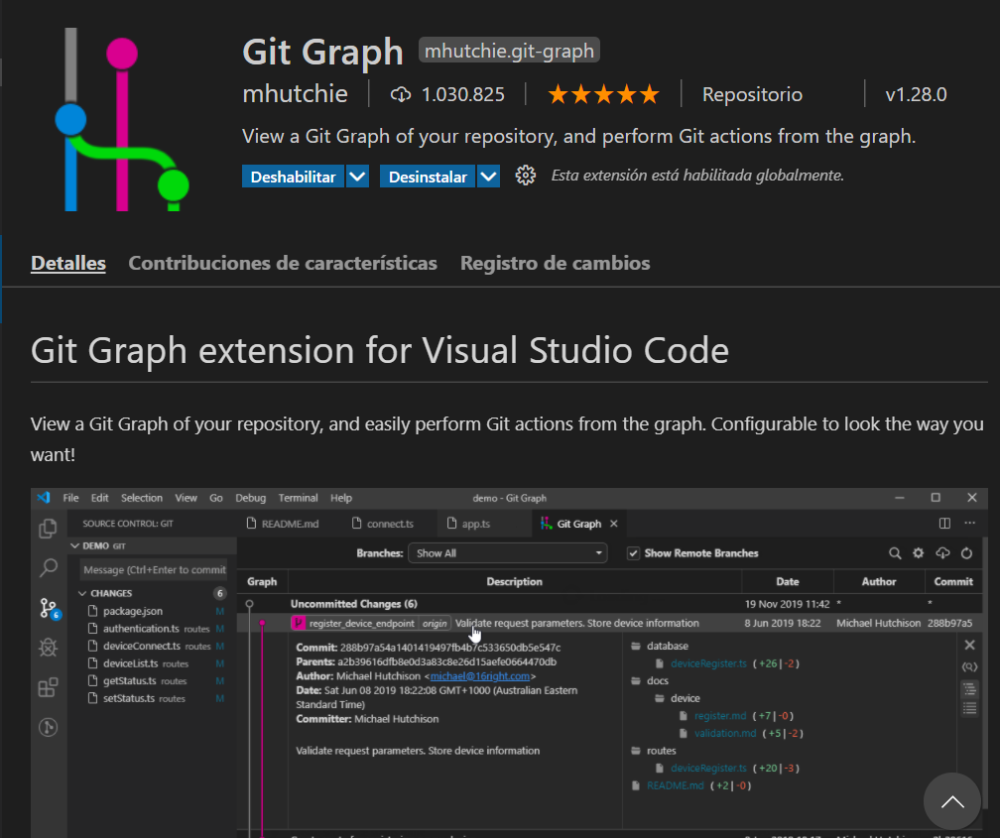 Git Graph mhutchie.git-graph
mhutchie 1.030.825 Repositorio v1.28.0
View a Git Graph of your repository, and perform Git actions from the graph.
Deshabilitar Desinstalar Esta extensión está habilitada globalmente.
Detalles Contribuciones de características Registro de cambios
Git Graph extension for Visual Studio Code
View a Git Graph of your repository, and easily perform Git actions from the graph. Configurable to look the way you
want!
File Edit Selection View Go Debug Terminal Help demo - Git Graph
SOURCE CONTROL: GIT README.md connect.ts app.ts Git Graph
DEMO GIT Branches: Show All Show Remote Branches
Message (Ctrl+Enter to commit
Graph Description Date Author Commit
CHANGES 6
Uncommitted Changes (6) 19 Nov 2019 11:42 * *
package.json M
register_device_endpoint origin Validate request parameters. Store device information 8 Jun 2019 18:22 Michael Hutchison 288b97a5
authentication.ts routes M
deviceConnect.ts routes M
deviceList.ts routes M
getStatus.ts routes M
setStatus.ts routes M
6
Commit: 288b97a54a1401419497fb4b7c533650db5e547c
Parents: a2b39616dfb8e0d3a83c8e26d15aefe0664470db
Author: Michael Hutchison <michael@16right.com>
Date: Sat Jun 08 2019 18:22:08 GMT+1000 (Australian Eastern
Standard Time)
Committer: Michael Hutchison
Validate request parameters. Store device information
database
deviceRegister.ts (+26|-2)
docs
device
register.md (+7|-0)
validation.md (+5|-2)
routes
deviceRegister.ts (+20|-3)
README.md (+2|-0)